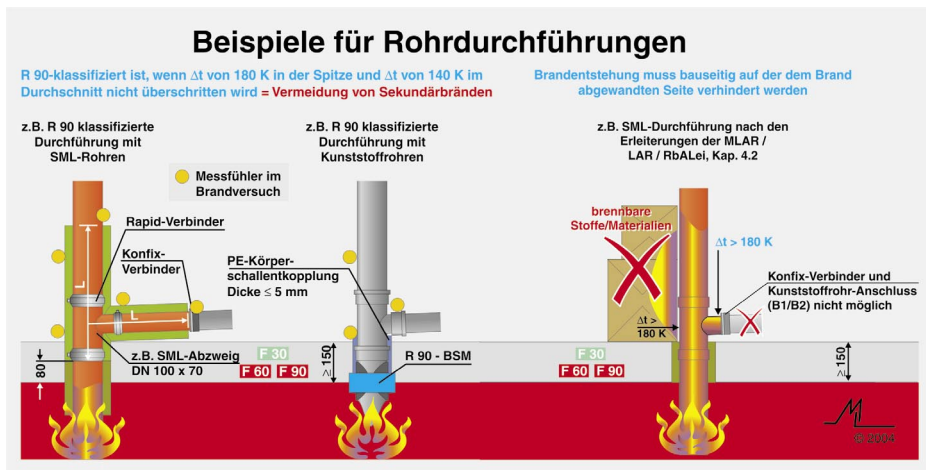 Beispiele für Rohrdurchführungen
R 90-klassifiziert ist, wenn Δt von 180 K in der Spitze und Δt von 140 K im
Durchschnitt nicht überschritten wird = Vermeidung von Sekundärbränden
Brandentstehung muss bauseitig auf der dem Brand
abgewandten Seite verhindert werden
z.B. R 90 klassifizierte
Durchführung mit
SML-Rohren
Messfühler im
Brandversuch
z.B. R 90 klassifizierte
Durchführung mit
Kunststoffrohren
z.B. SML-Durchführung nach den
Erleiterungen der MLAR /
LAR / RbALei, Kap. 4.2
Rapid-Verbinder
Konfix-
Verbinder
L
L
z.B. SML-Abzweig
DN 100 x 70
80
F 30
F 60 F 90
PE-Körper-
schallentkopplung
Dicke ≤ 5 mm
≥ 150
R 90 - BSM
brennbare
Stoffe/Materialien
Δt > 180 K
Δt >
180 K
Konfix-Verbinder und
Kunststoffrohr-Anschluss
(B1/B2) nicht möglich
F 30
F 60 F 90
≥ 150
© 2004